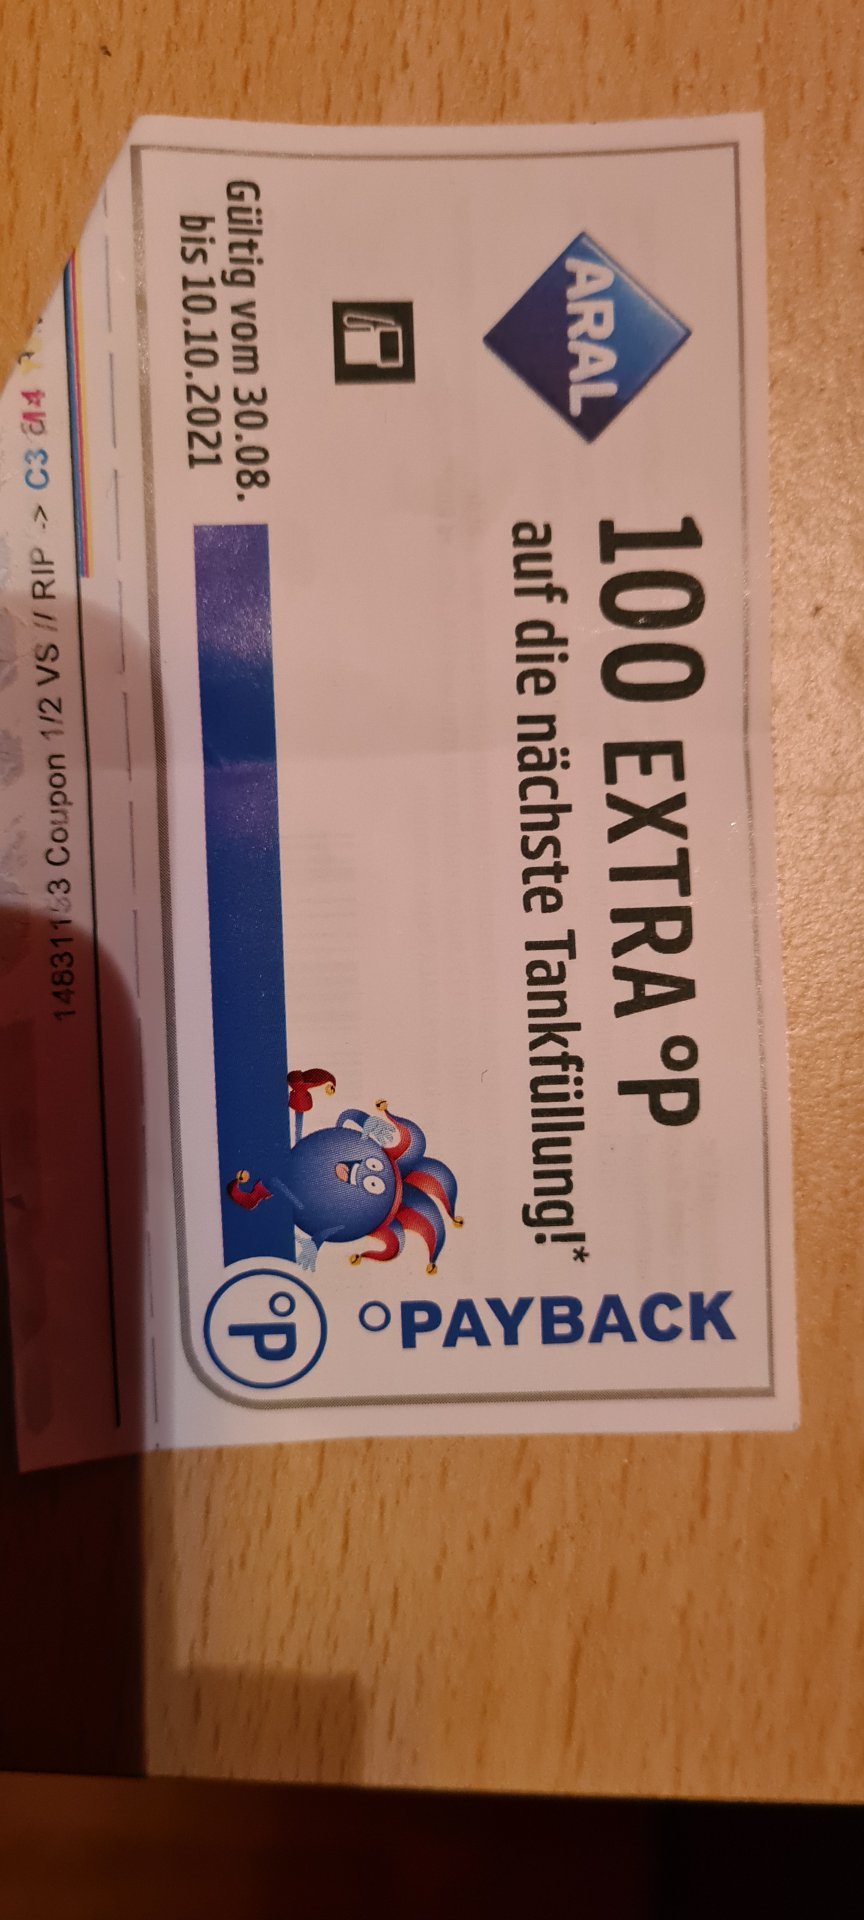 ARAL
100 EXTRA °P
auf die nächste Tankfüllung!*
°PAYBACK
Gültig vom 30.08.
bis 10.10.2021
°P
Coupon 1/2 VS // RIP -> C3